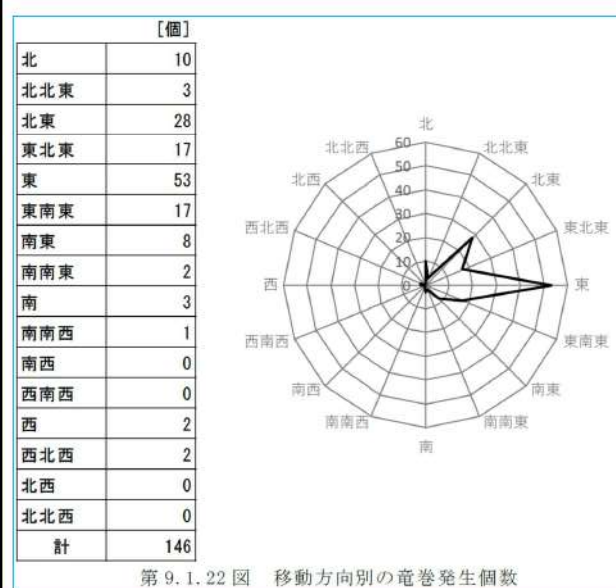 [個]
北 10
北北東 3
北東 28
東北東 17
東 53
東南東 17
南東 8
南南東 2
南 3
南南西 1
南西 0
西南西 0
西 2
西北西 2
北西 0
北北西 0
計 146
北
北北西 60 北北東
50
北西 40 北東
30
西北西 20 東北東
10
西 0 東
西南西 東南東
南西 南東
南南西 南南東
南
第 9.1.22 図 移動方向別の竜巻発生個数